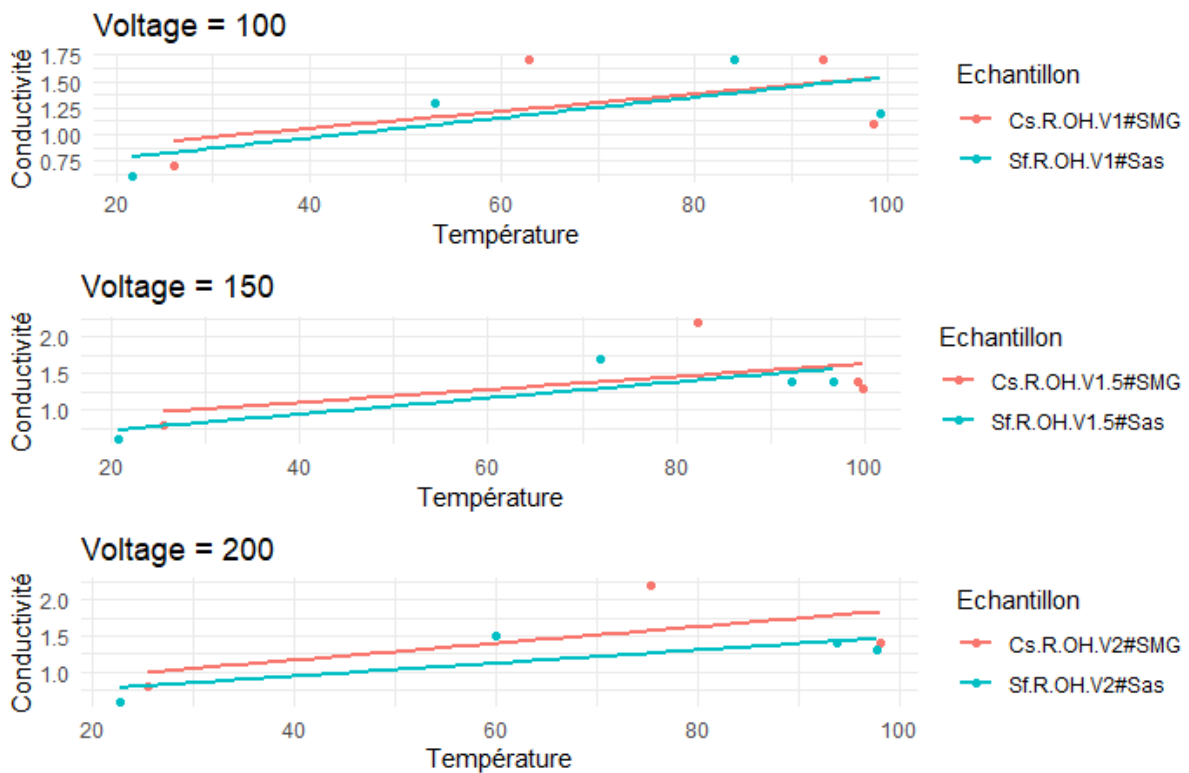 Voltage = 100
Conductivité
1.75
1.50
1.25
1.00
0.75
20 40 60 80 100
Température
Echantillon
Cs.R.OH.V1#SMG
Sf.R.OH.V1#Sas
Voltage = 150
Conductivité
2.0
1.5
1.0
20 40 60 80 100
Température
Echantillon
Cs.R.OH.V1.5#SMG
Sf.R.OH.V1.5#Sas
Voltage = 200
Conductivité
2.0
1.5
1.0
20 40 60 80 100
Température
Echantillon
Cs.R.OH.V2#SMG
Sf.R.OH.V2#Sas